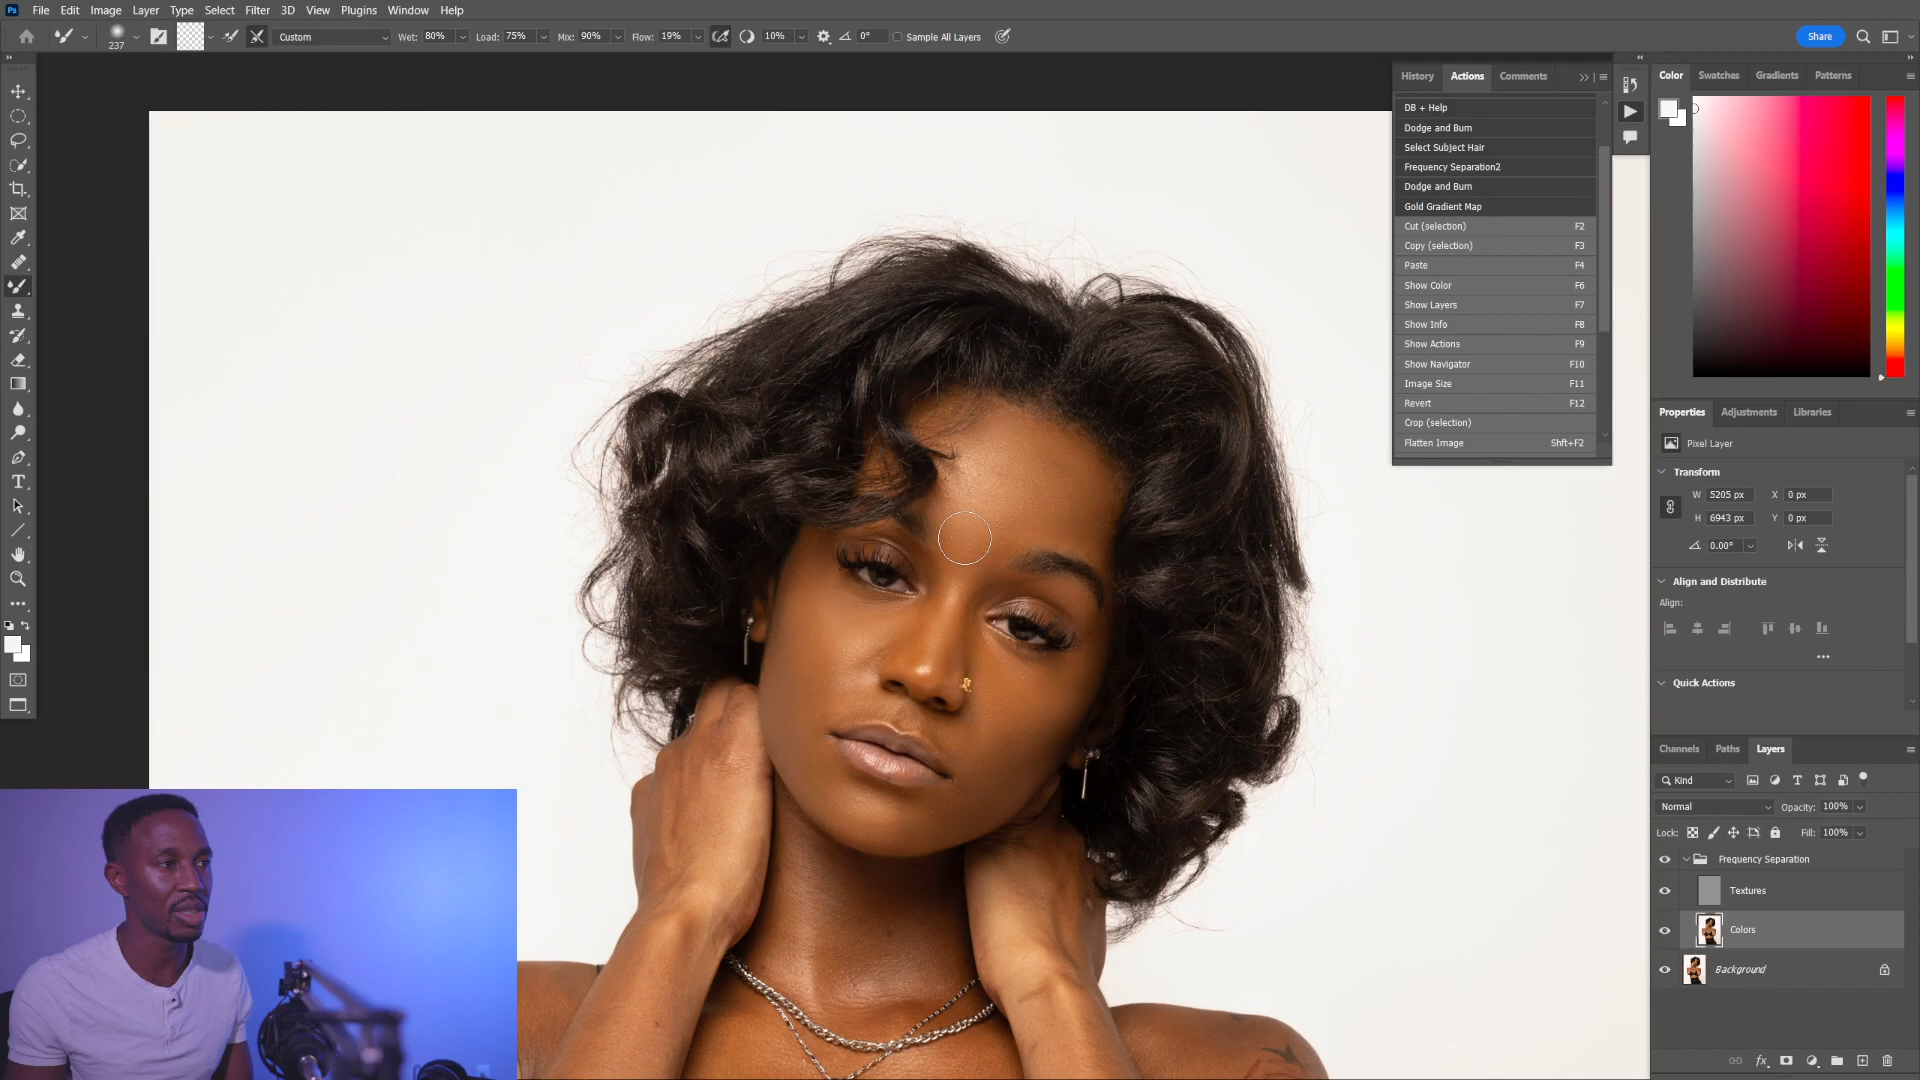 Ps File Edit Image Layer Type Select Filter 3D View Plugins Window Help
237 Custom Wet: 80% Load: 75% Mix: 90% Flow: 19% 10% 0° Sample All Layers Share
History Actions Comments
DB + Help
Dodge and Burn
Select Subject Hair
Frequency Separation2
Dodge and Burn
Gold Gradient Map
Cut (selection) F2
Copy (selection) F3
Paste F4
Show Color F6
Show Layers F7
Show Info F8
Show Actions F9
Show Navigator F10
Image Size F11
Revert F12
Crop (selection)
Flatten Image Shft+F2
Color Swatches Gradients Patterns
Properties Adjustments Libraries
Pixel Layer
Transform
W 5205 px X 0 px
H 6943 px Y 0 px
0.00°
Align and Distribute
Align:
Quick Actions
Channels Paths Layers
Kind
Normal Opacity: 100%
Lock: Fill: 100%
Frequency Separation
Textures
Colors
Background